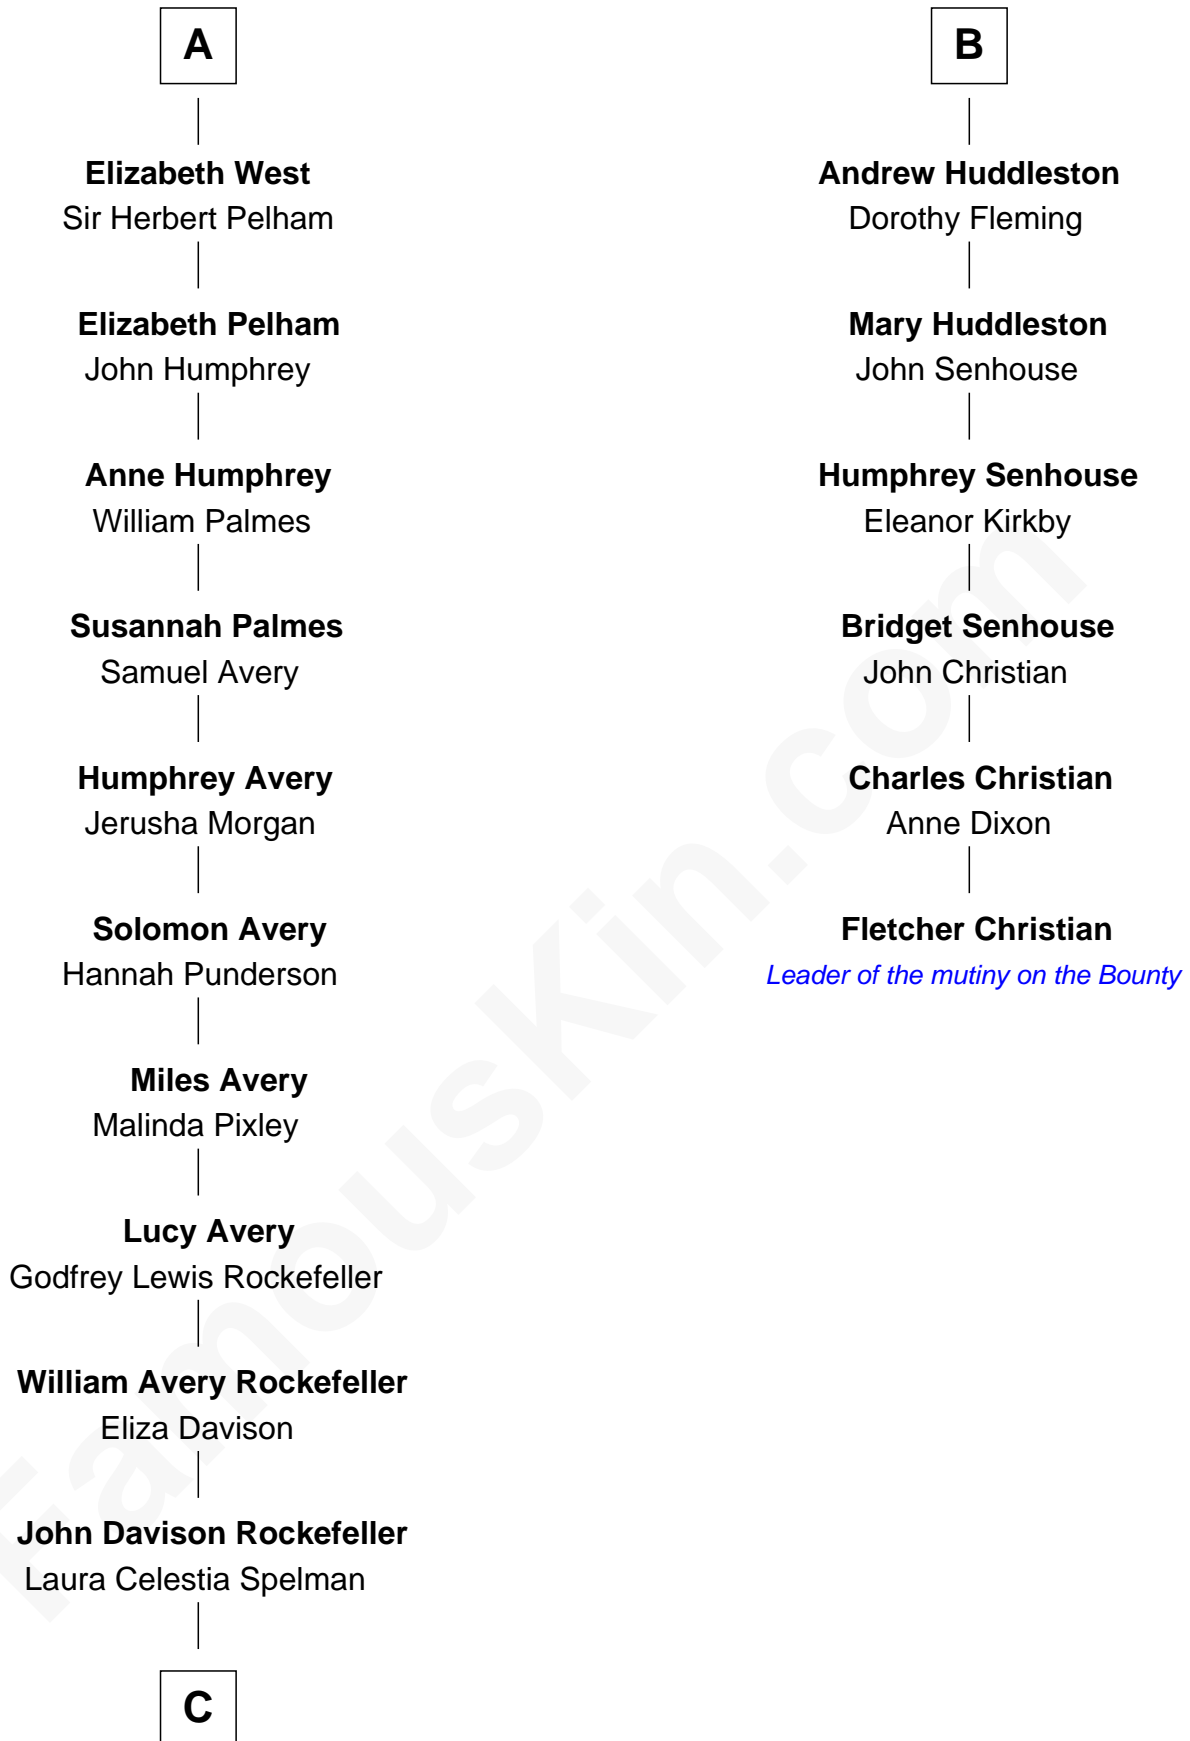 A
Elizabeth West
Sir Herbert Pelham
Elizabeth Pelham
John Humphrey
Anne Humphrey
William Palmes
Susannah Palmes
Samuel Avery
Humphrey Avery
Jerusha Morgan
Solomon Avery
Hannah Punderson
Miles Avery
Malinda Pixley
Lucy Avery
Godfrey Lewis Rockefeller
William Avery Rockefeller
Eliza Davison
John Davison Rockefeller
Laura Celestia Spelman
C
B
Andrew Huddleston
Dorothy Fleming
Mary Huddleston
John Senhouse
Humphrey Senhouse
Eleanor Kirkby
Bridget Senhouse
John Christian
Charles Christian
Anne Dixon
Fletcher Christian
Leader of the mutiny on the Bounty
FamousKin.com